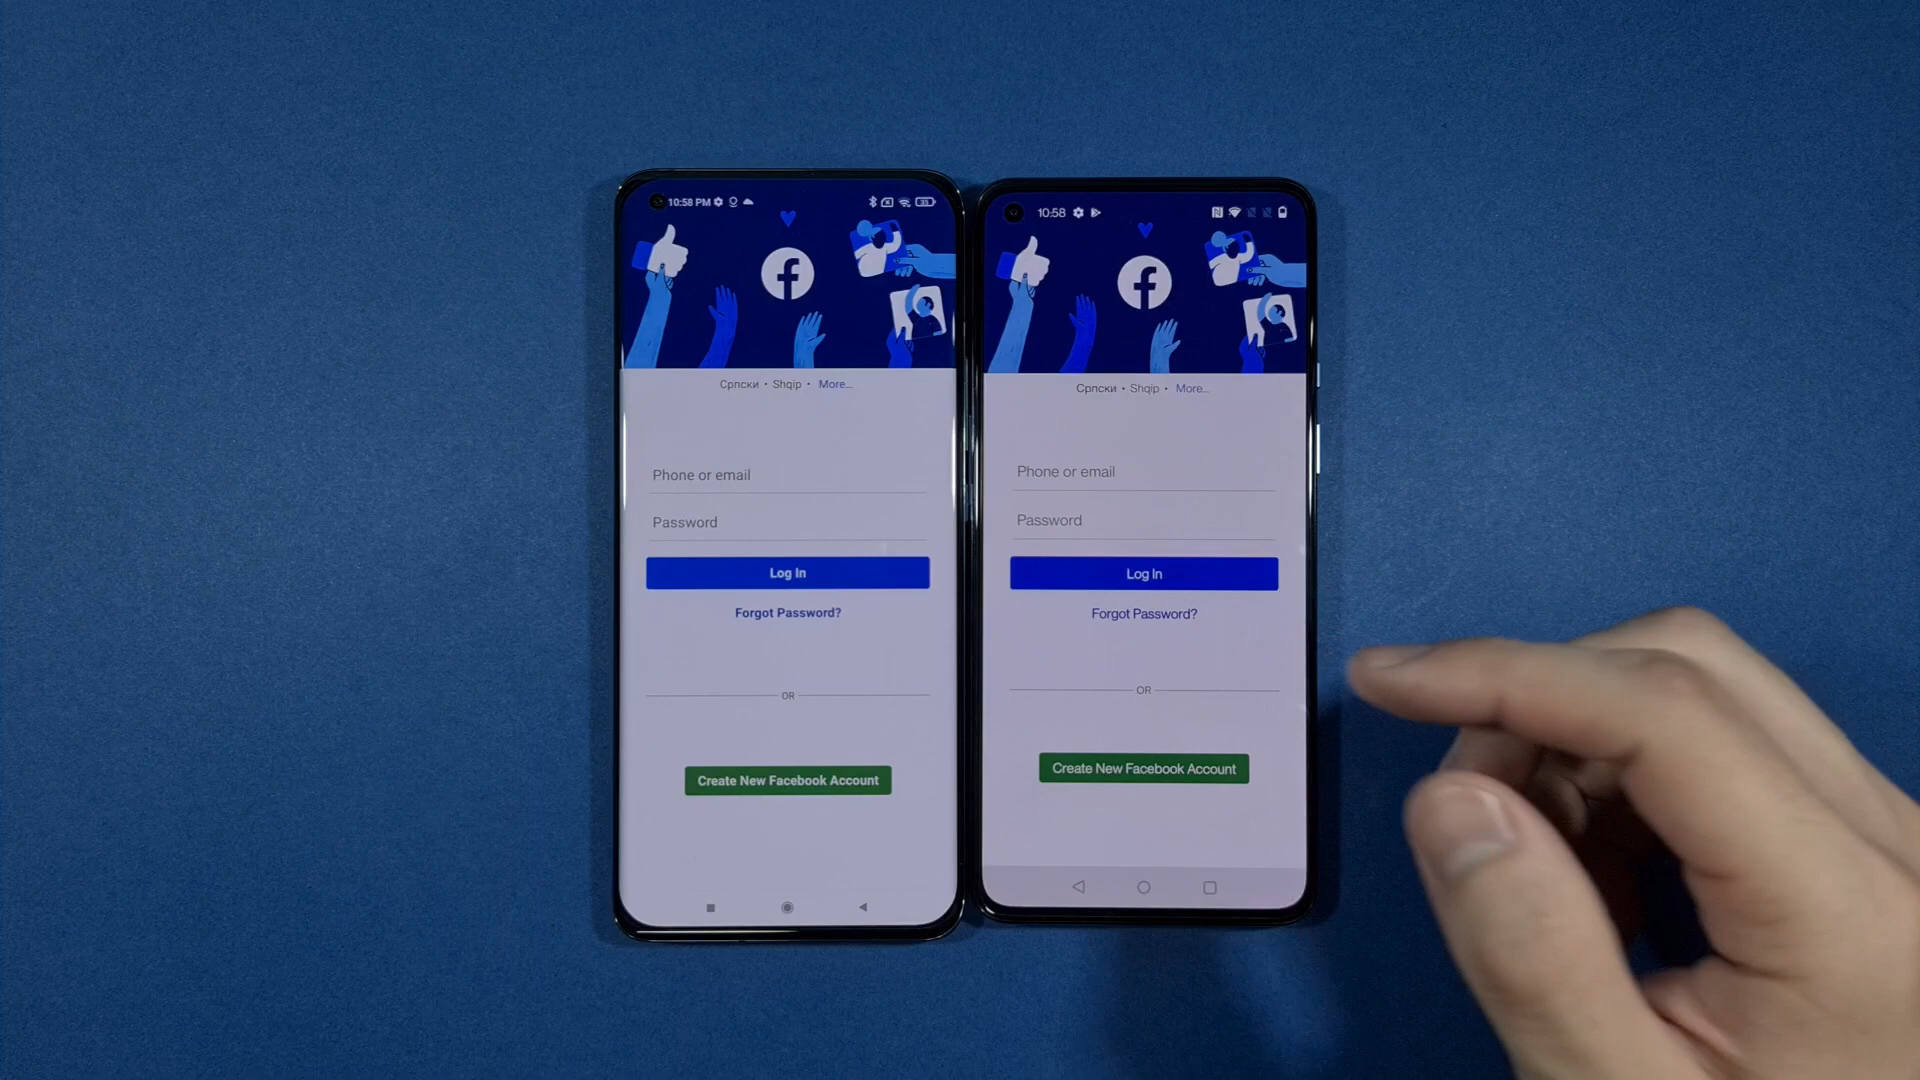 10:58 PM
Српски • Shqip • More...
Phone or email
Password
Log In
Forgot Password?
OR
Create New Facebook Account
10:58
Српски • Shqip • More...
Phone or email
Password
Log In
Forgot Password?
OR
Create New Facebook Account